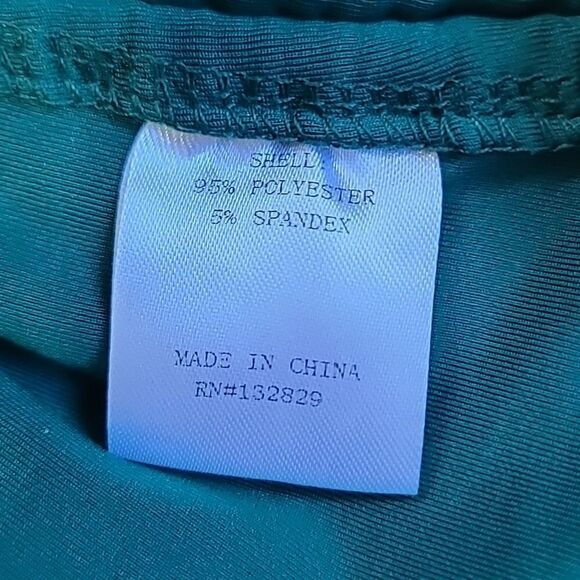 SHELL:
95% POLYESTER
5% SPANDEX
MADE IN CHINA
RN#132829